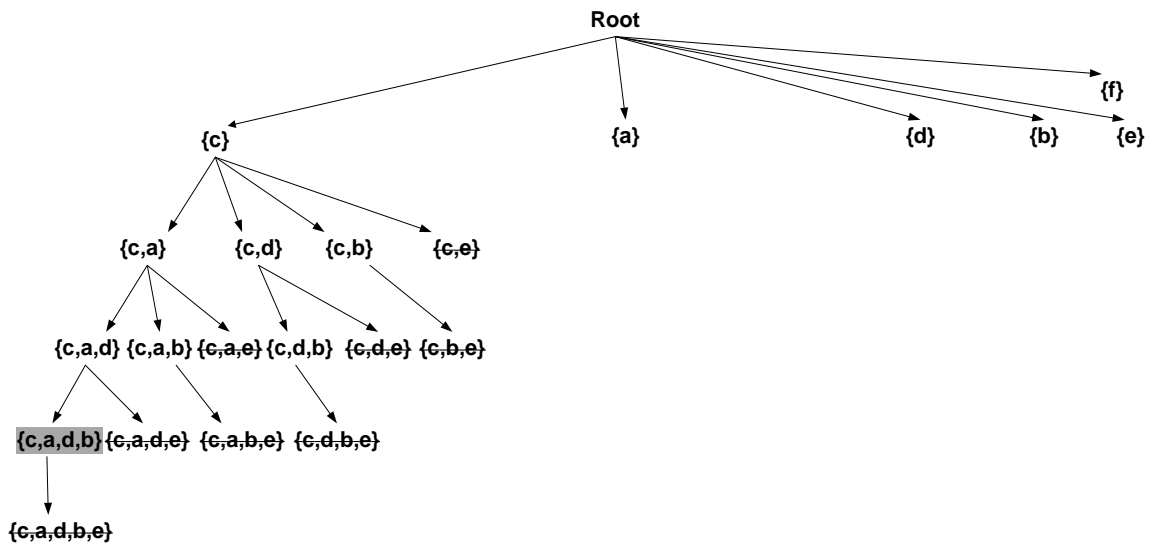 Root
{f}
{c} {a} {d} {b} {e}
{c,a} {c,d} {c,b} {c,e}
{c,a,d} {c,a,b} {c,a,e} {c,d,b} {c,d,e} {c,b,e}
{c,a,d,b} {c,a,d,e} {c,a,b,e} {c,d,b,e}
{c,a,d,b,e}